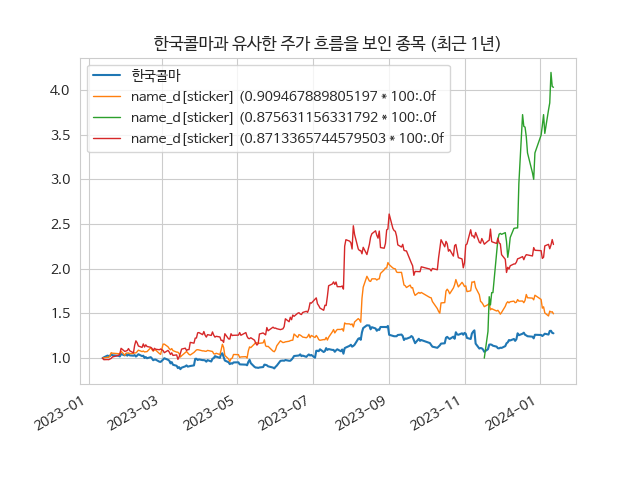 한국콜마과 유사한 주가 흐름을 보인 종목 (최근 1년)
한국콜마
name_d[sticker] (0.909467889805197 * 100:.0f
name_d[sticker] (0.875631156331792 * 100:.0f
name_d[sticker] (0.8713365744579503 * 100:.0f
4.0
3.5
3.0
2.5
2.0
1.5
1.0
2023-01
2023-03
2023-05
2023-07
2023-09
2023-11
2024-01